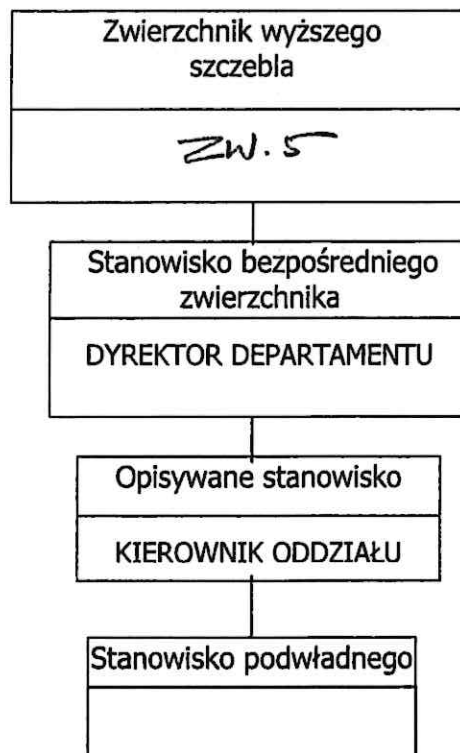 Zwierzchnik wyższego
szczebla
ZW. 5
Stanowisko bezpośredniego
zwierzchnika
DYREKTOR DEPARTAMENTU
Opisywane stanowisko
KIEROWNIK ODDZIAŁU
Stanowisko podwładnego